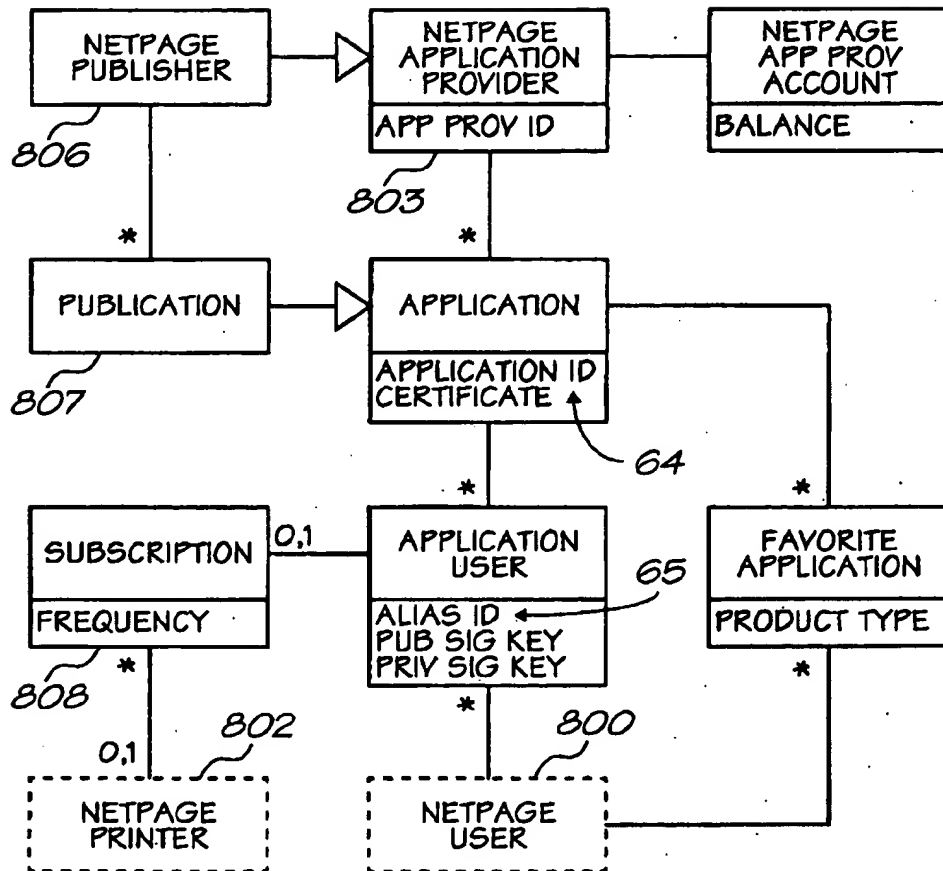 NETPAGE
PUBLISHER
806
NETPAGE
APPLICATION
PROVIDER
APP PROV ID
803
NETPAGE
APP PROV
ACCOUNT
BALANCE
*
*
PUBLICATION
807
APPLICATION
APPLICATION ID
CERTIFICATE
64
*
*
SUBSCRIPTION
FREQUENCY
808
0,1
APPLICATION
USER
ALIAS ID
PUB SIG KEY
PRIV SIG KEY
65
FAVORITE
APPLICATION
PRODUCT TYPE
*
*
*
0,1
802
800
NETPAGE
PRINTER
NETPAGE
USER